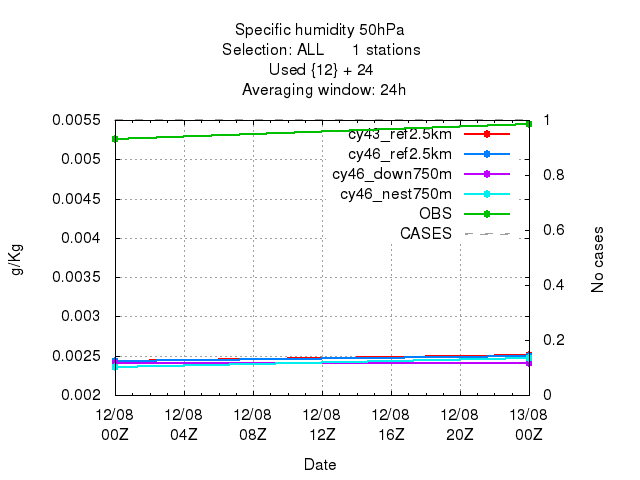 Specific humidity 50hPa
Selection: ALL 1 stations
Used {12} + 24
Averaging window: 24h
0.0055
0.005
0.0045
0.004
0.0035
0.003
0.0025
0.002
g/Kg
1
0.8
0.6
0.4
0.2
0
No cases
cy43_ref2.5km
cy46_ref2.5km
cy46_down750m
cy46_nest750m
OBS
CASES
12/08 12/08 12/08 12/08 12/08 12/08 13/08
00Z 04Z 08Z 12Z 16Z 20Z 00Z
Date